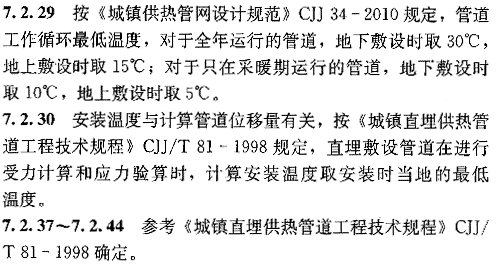 7.2.29 按《城镇供热管网设计规范》CJJ 34-2010 规定，管道
工作循环最低温度，对于全年运行的管道，地下敷设时取 30℃，
地上敷设时取 15℃；对于只在采暖期运行的管道，地下敷设时
取 10℃，地上敷设时取 5℃。
7.2.30 安装温度与计算管道位移量有关，按《城镇直埋供热管
道工程技术规程》CJJ/T 81-1998 规定，直埋敷设管道在进行
受力计算和应力验算时，计算安装温度取安装时当地的最低
温度。
7.2.37～7.2.44 参考《城镇直埋供热管道工程技术规程》CJJ/
T 81-1998 确定。